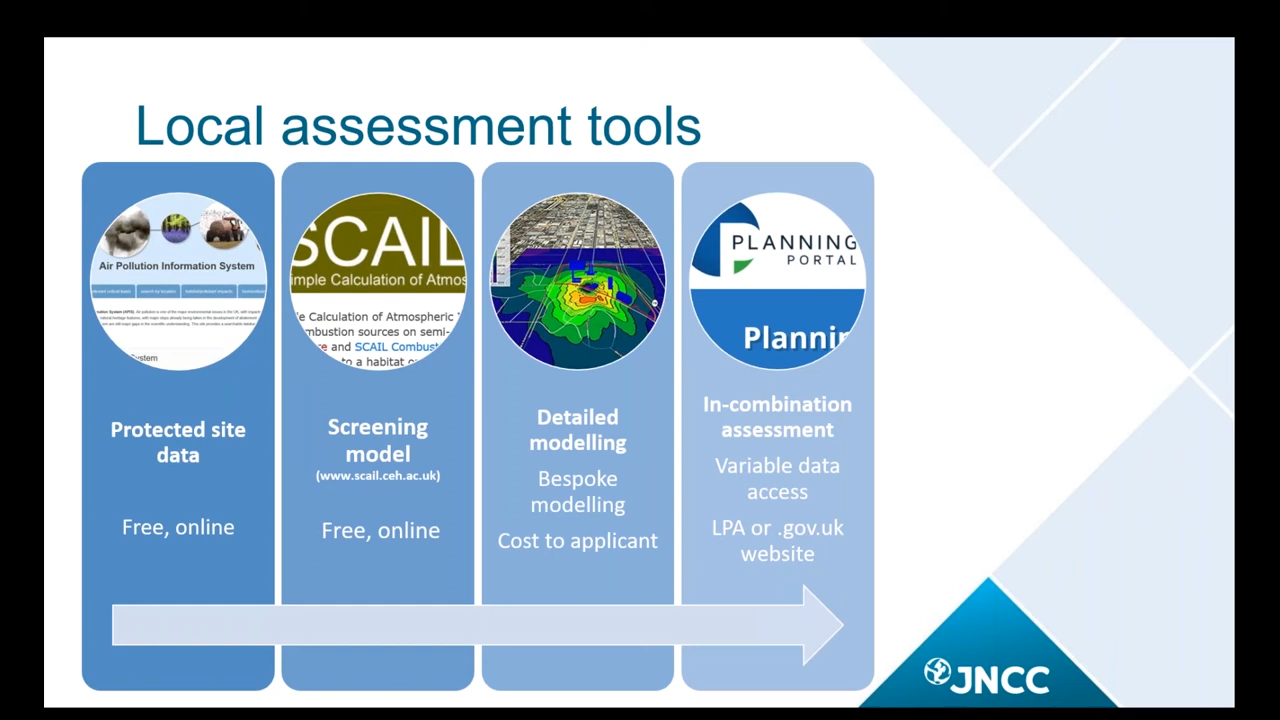 Local assessment tools
Air Pollution Information System
SCAIL
imple Calculation of Atmos
le Calculation of Atmospheric
mbustion sources on semi-
re and SCAIL Combust
to a habitat o
PLANNING
PORTAL
Plannin
Protected site
data
Free, online
Screening
model
(www.scail.ceh.ac.uk)
Free, online
Detailed
modelling
Bespoke
modelling
Cost to applicant
In-combination
assessment
Variable data
access
LPA or .gov.uk
website
JNCC